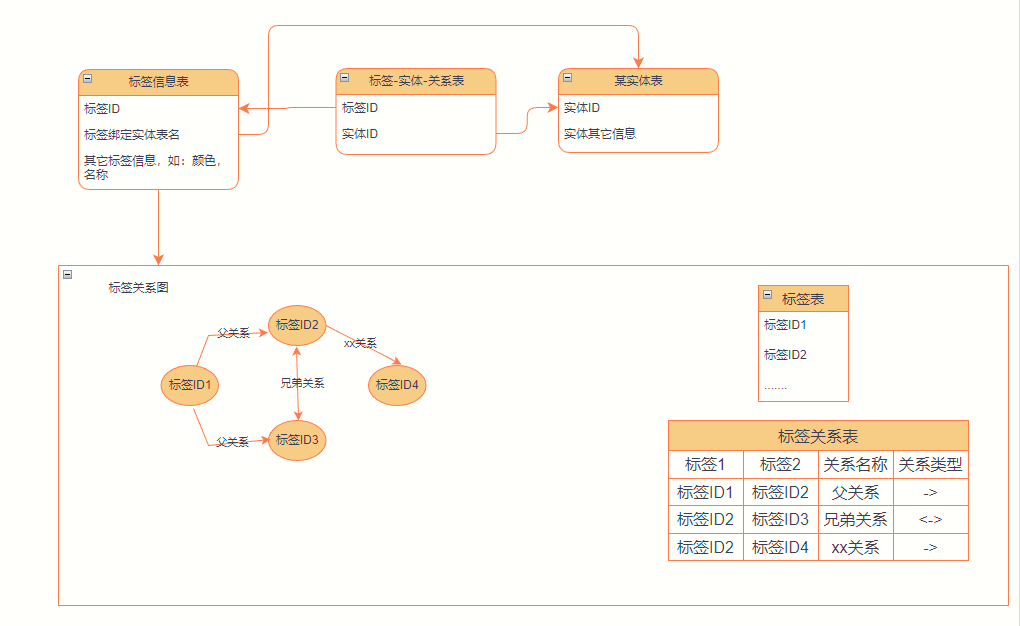 标签信息表
标签ID
标签绑定实体表名
其它标签信息，如：颜色，
名称
标签-实体-关系表
标签ID
实体ID
某实体表
实体ID
实体其它信息
标签关系图
父关系
标签ID2
xx关系
标签ID1
兄弟关系
标签ID4
父关系
标签ID3
标签表
标签ID1
标签ID2
.......
标签关系表
标签1 标签2 关系名称 关系类型
标签ID1 标签ID2 父关系 ->
标签ID2 标签ID3 兄弟关系 <->
标签ID2 标签ID4 xx关系 ->